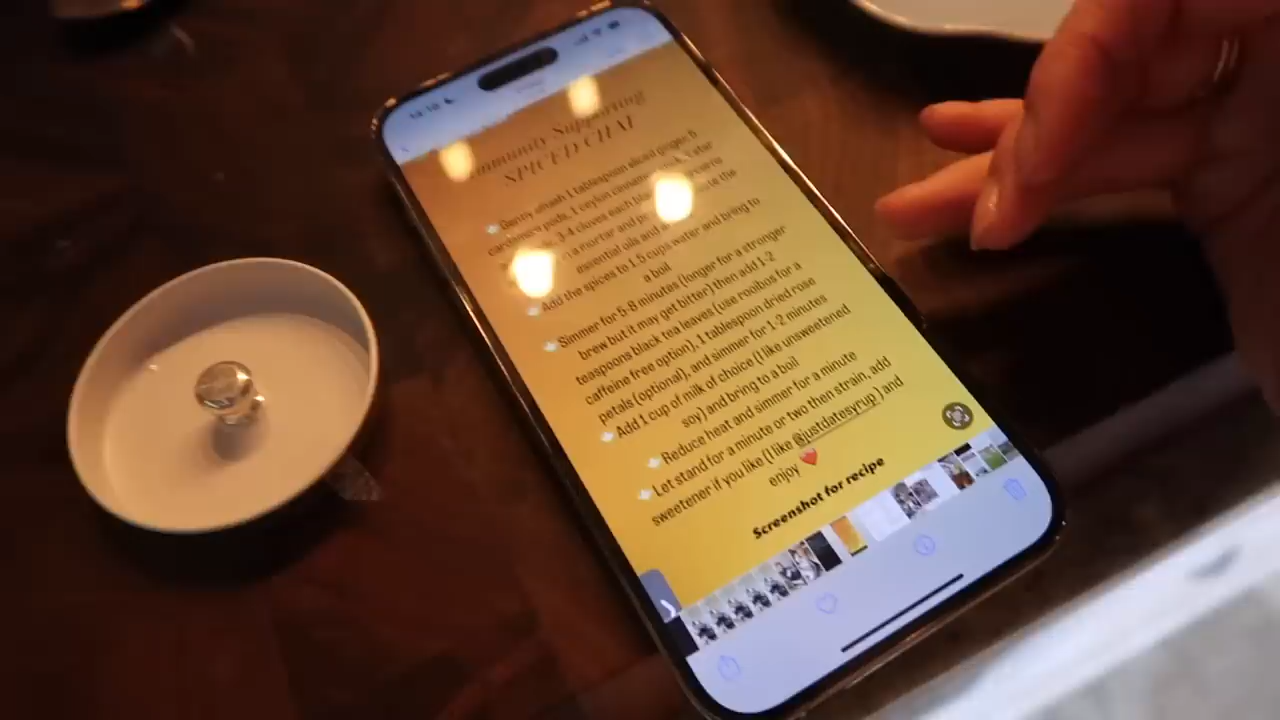 Supporting
SPICED CHAI
Gently smash 1 tablespoon sliced ginger, 5
cardamom pods, 1 ceylon cinnamon star
3-4 cloves each
a mortar and the
essential oils and
Add the spices to 1.5 cups water and bring to
a boil
Simmer for 5-8 minutes (longer for a stronger
brew but it may get bitter) then add 1-2
teaspoons black tea leaves (use rooibos for a
caffeine free option), 1 tablespoon dried rose
petals (optional), and simmer for 1-2 minutes
Add 1 cup of milk of choice (I like unsweetened
soy) and bring to a boil
Reduce heat and simmer for a minute
Let stand for a minute or two then strain, add
sweetener if you like (I like @justdatesyrup ) and
enjoy ❤️
Screenshot for recipe